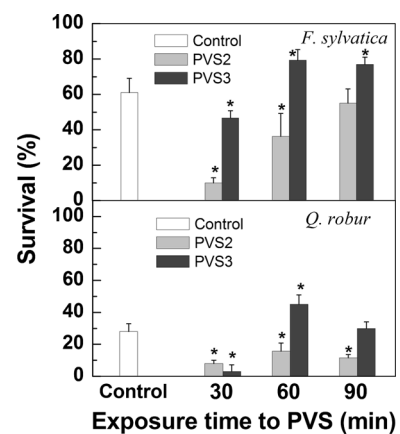 100
80
60
40
20
0
Control
PVS2
PVS3
F. sylvatica
*
*
*
*
*
Survival (%)
100
80
60
40
20
0
Control
PVS2
PVS3
Q. robur
*
*
*
*
*
Control 30 60 90
Exposure time to PVS (min)